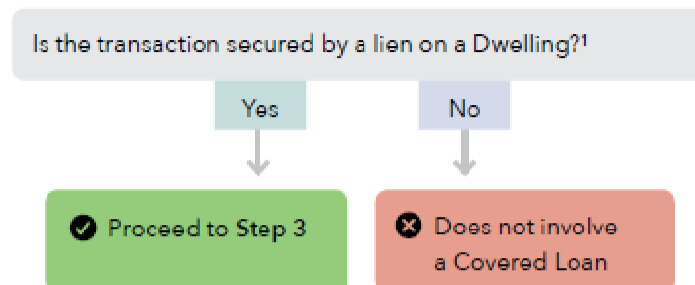 Is the transaction secured by a lien on a Dwelling?¹
Yes
No
Proceed to Step 3
Does not involve
a Covered Loan